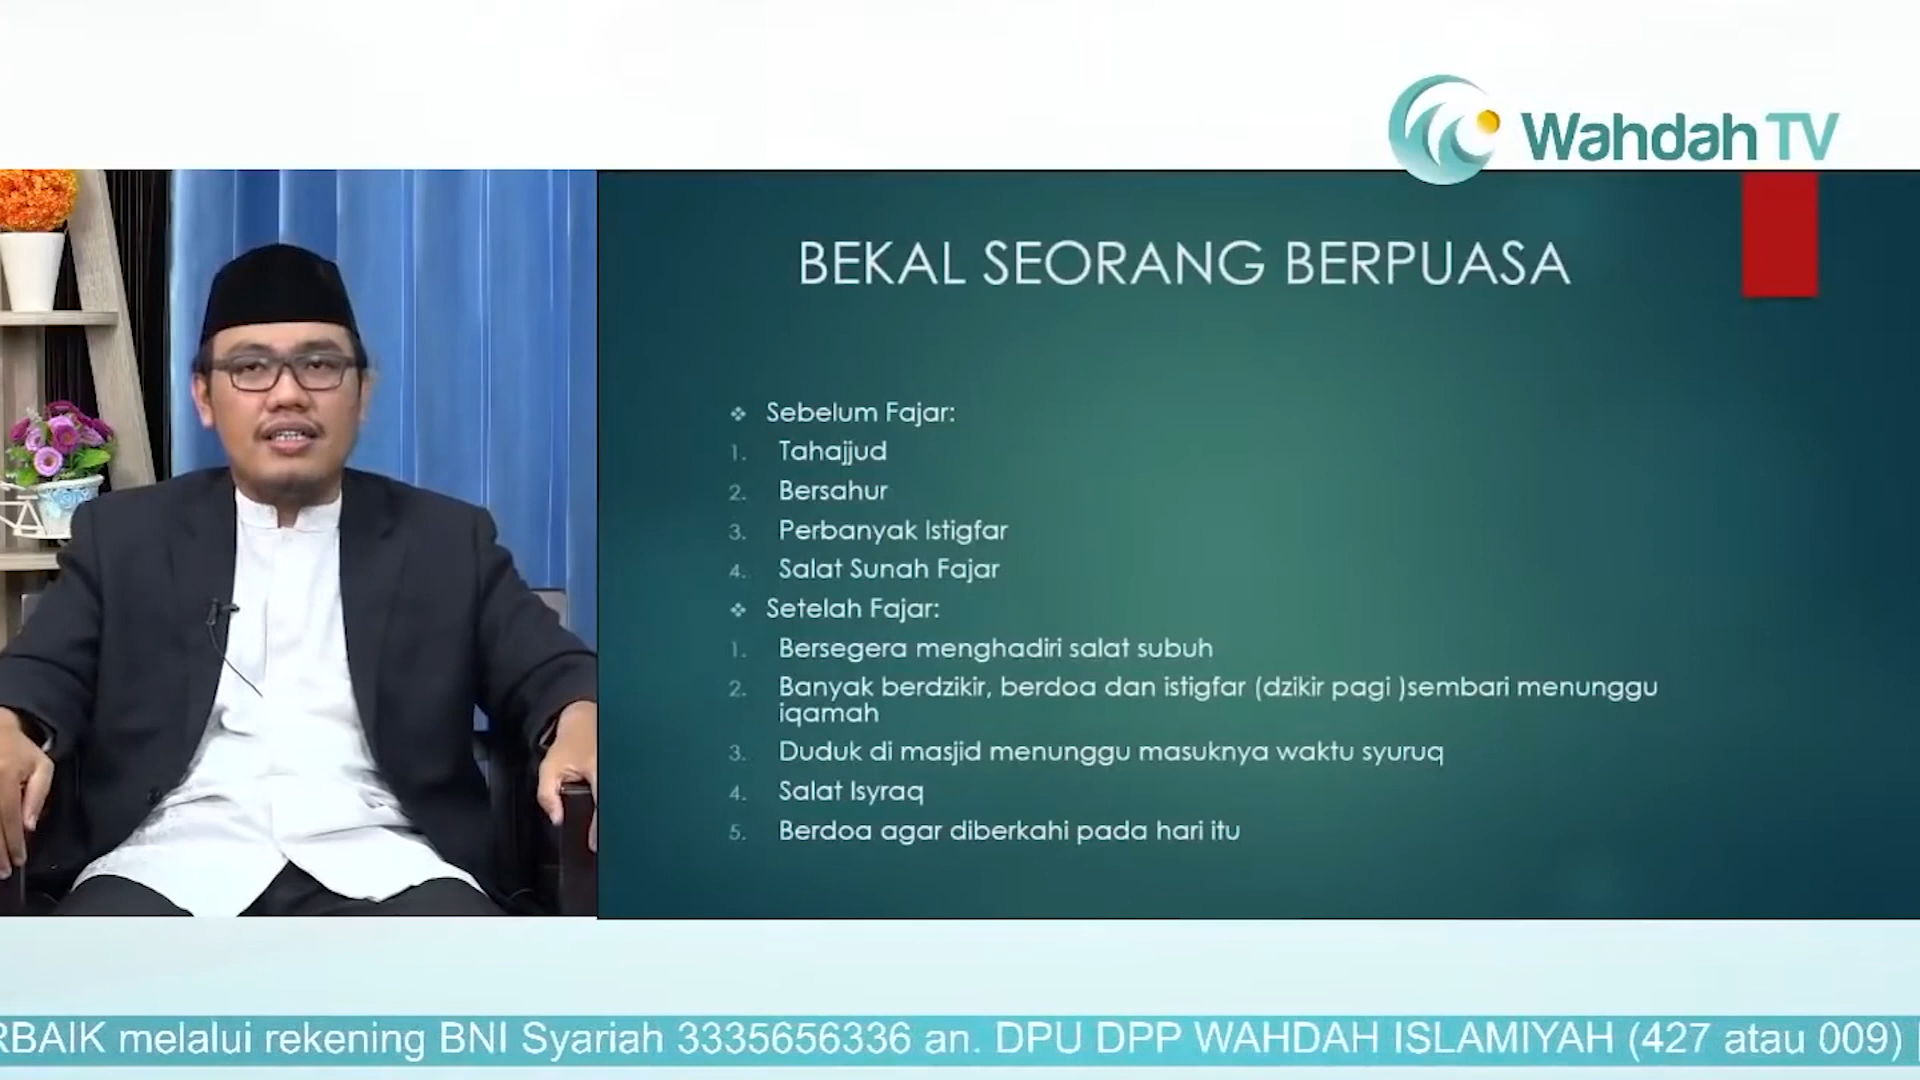 Wahdah TV
BEKAL SEORANG BERPUASA
❖ Sebelum Fajar:
1. Tahajjud
2. Bersahur
3. Perbanyak Istigfar
4. Salat Sunah Fajar
❖ Setelah Fajar:
1. Bersegera menghadiri salat subuh
2. Banyak berdzikir, berdoa dan istigfar (dzikir pagi )sembari menunggu
iqamah
3. Duduk di masjid menunggu masuknya waktu syuruq
4. Salat Isyraq
5. Berdoa agar diberkahi pada hari itu
RBAIK melalui rekening BNI Syariah 3335656336 an. DPU DPP WAHDAH ISLAMIYAH (427 atau 009) |